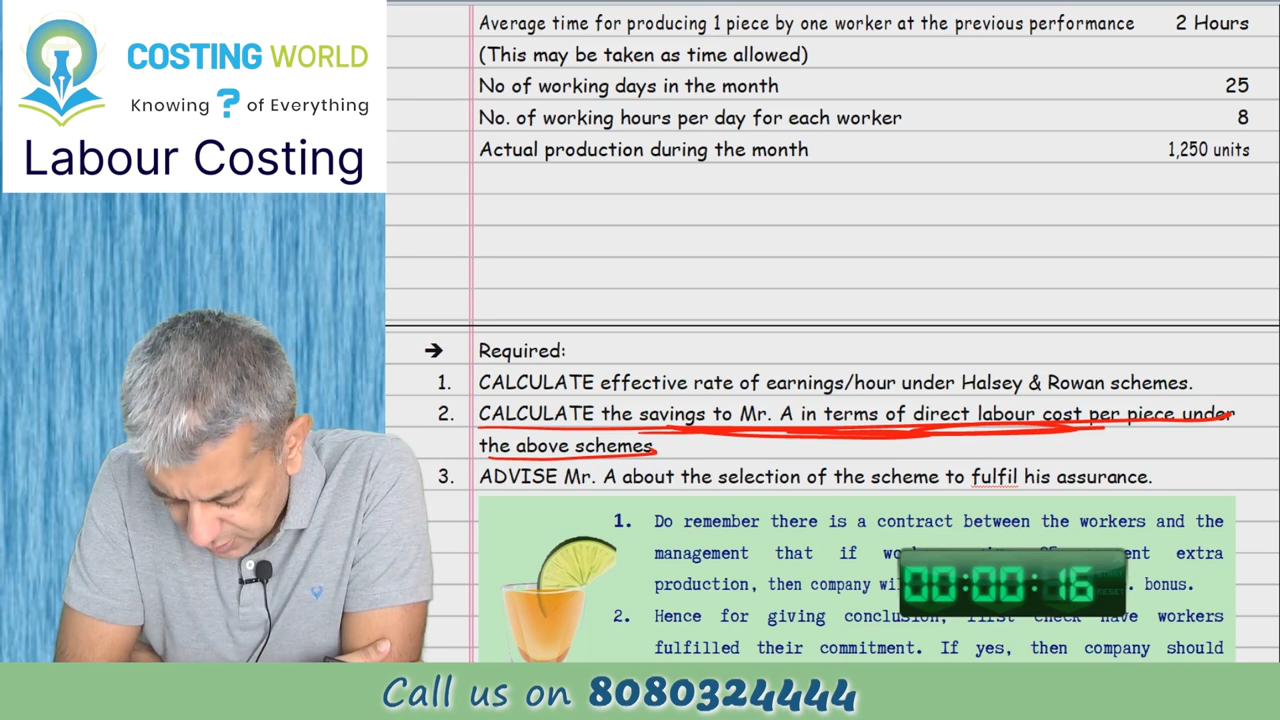 COSTING WORLD
Knowing ? of Everything
Labour Costing
Average time for producing 1 piece by one worker at the previous performance 2 Hours
(This may be taken as time allowed)
No of working days in the month 25
No. of working hours per day for each worker 8
Actual production during the month 1,250 units
➔ Required:
1. CALCULATE effective rate of earnings/hour under Halsey & Rowan schemes.
2. CALCULATE the savings to Mr. A in terms of direct labour cost per piece under
the above schemes.
3. ADVISE Mr. A about the selection of the scheme to fulfil his assurance.
1. Do remember there is a contract between the workers and the
management that if extra
production, then company bonus.
2. Hence for giving conclusion, first check have workers
fulfilled their commitment. If yes, then company should
00:00:16
Call us on 8080324444